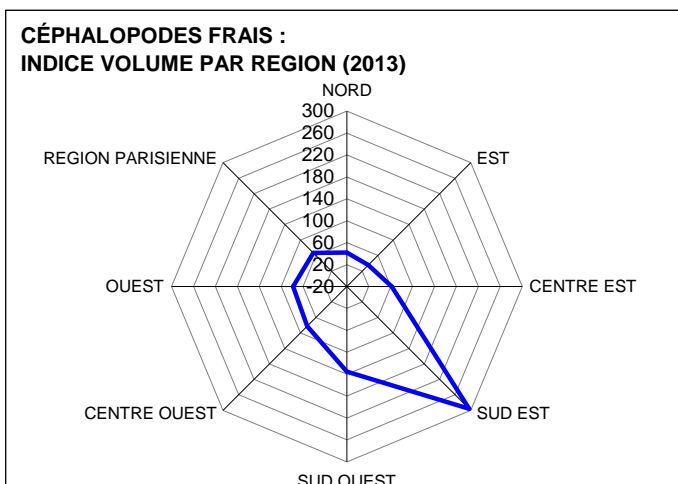 CÉPHALOPODES FRAIS :
INDICE VOLUME PAR REGION (2013)
NORD
300
260
220
180
140
100
60
20
-20
REGION PARISIENNE
EST
OUEST
CENTRE EST
CENTRE OUEST
SUD EST
SUD OUEST